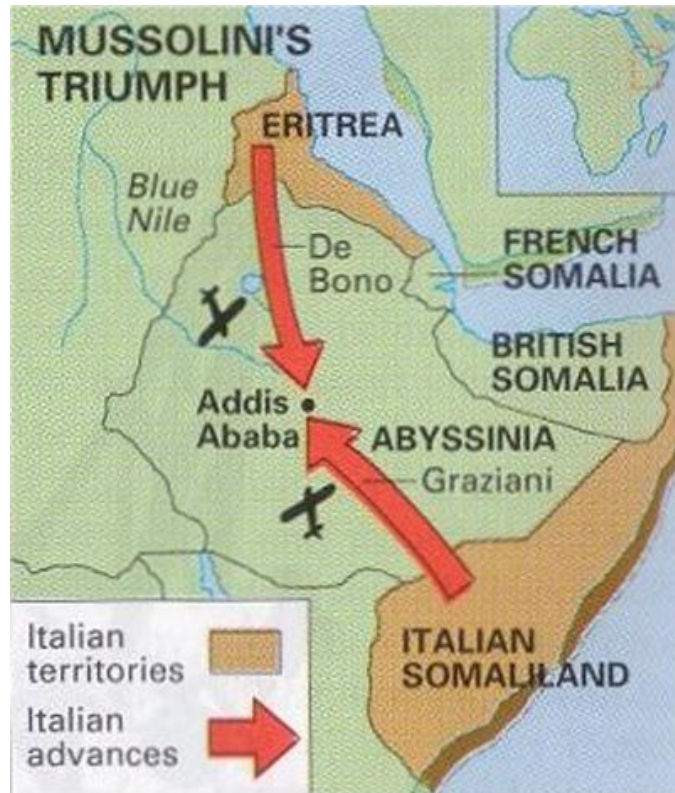 MUSSOLINI'S
TRIUMPH
ERITREA
Blue
Nile
De
Bono
FRENCH
SOMALIA
BRITISH
SOMALIA
Addis
Ababa
ABYSSINIA
Graziani
ITALIAN
SOMALILAND
Italian
territories
Italian
advances